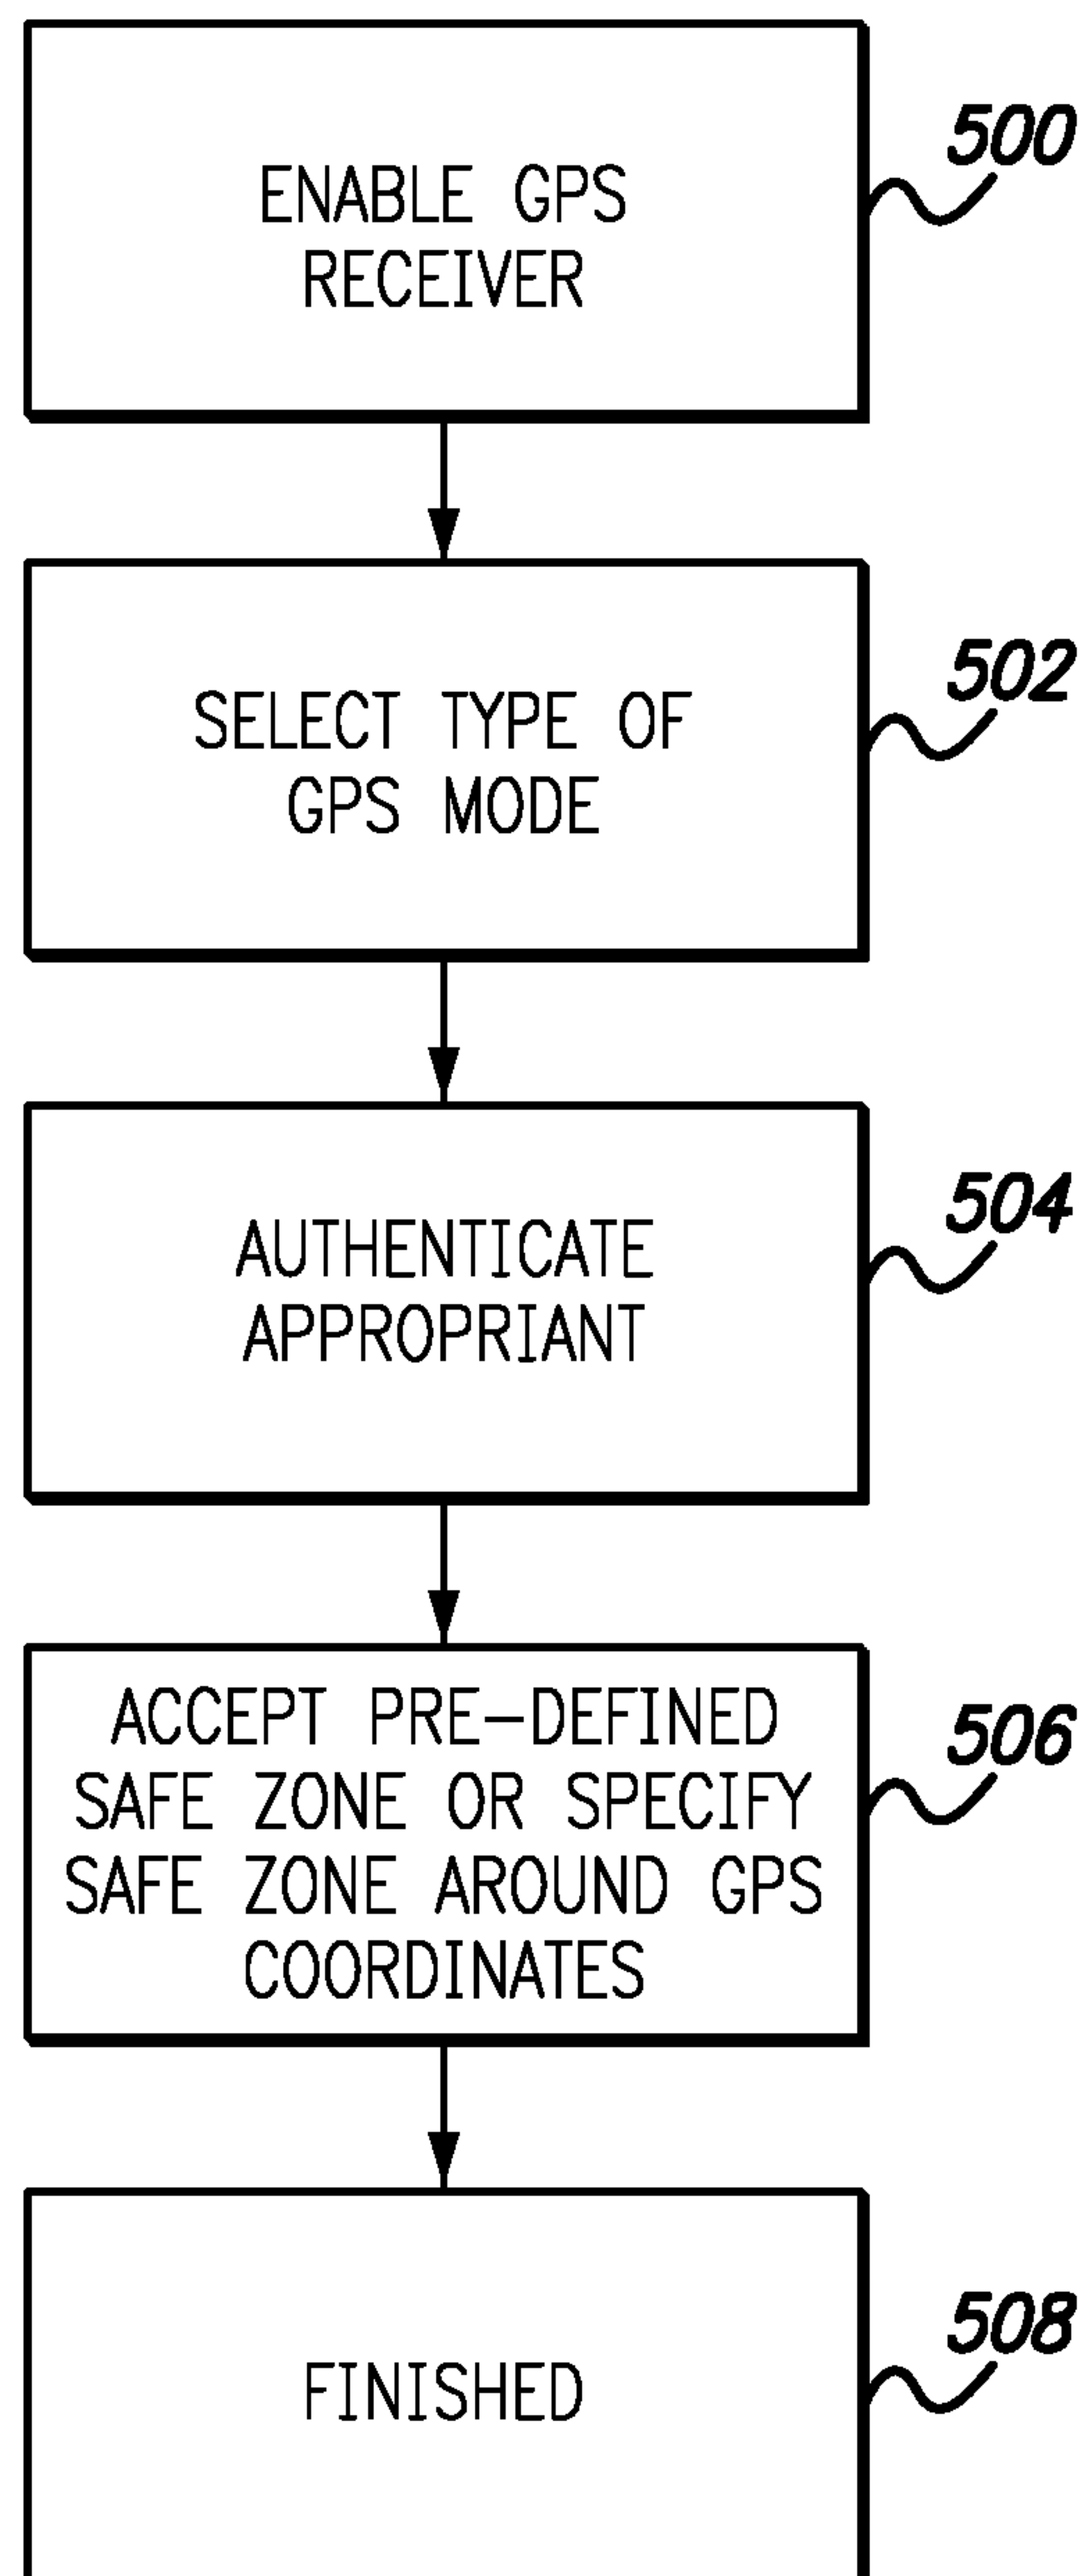 ENABLE GPS
RECEIVER
500
SELECT TYPE OF
GPS MODE
502
AUTHENTICATE
APPROPRIANT
504
ACCEPT PRE-DEFINED
SAFE ZONE OR SPECIFY
SAFE ZONE AROUND GPS
COORDINATES
506
FINISHED
508